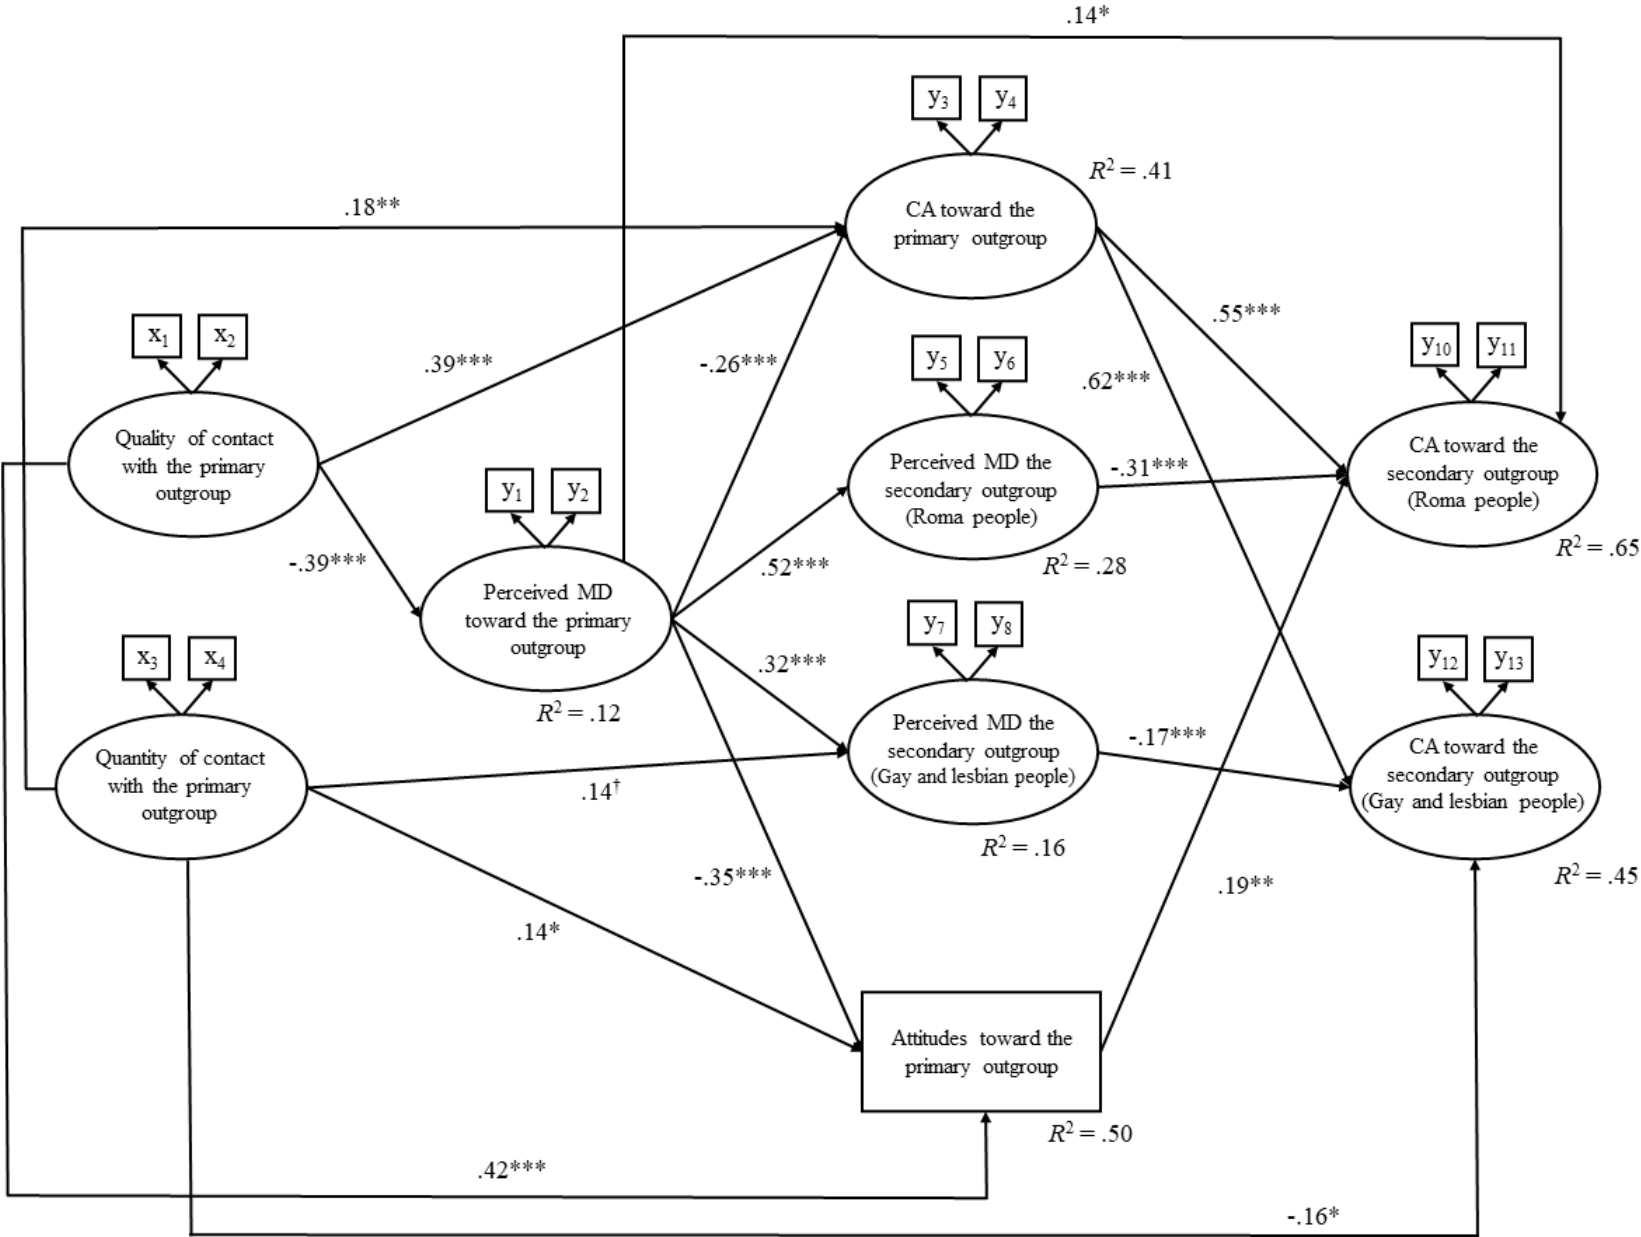 .14*
y3 y4
R² = .41
CA toward the
primary outgroup
.18**
x1 x2
.39***
-.26***
y5 y6
.55***
.62***
y10 y11
Quality of contact
with the primary
outgroup
y1 y2
Perceived MD the
secondary outgroup
(Roma people)
-.31***
CA toward the
secondary outgroup
(Roma people)
R² = .65
-.39***
.52***
R² = .28
Perceived MD
toward the primary
outgroup
R² = .12
x3 x4
y7 y8
.32***
y12 y13
Quantity of contact
with the primary
outgroup
Perceived MD the
secondary outgroup
(Gay and lesbian people)
-.17***
CA toward the
secondary outgroup
(Gay and lesbian people)
.14†
R² = .16
R² = .45
-.35***
.19**
.14*
Attitudes toward the
primary outgroup
R² = .50
.42***
-.16*